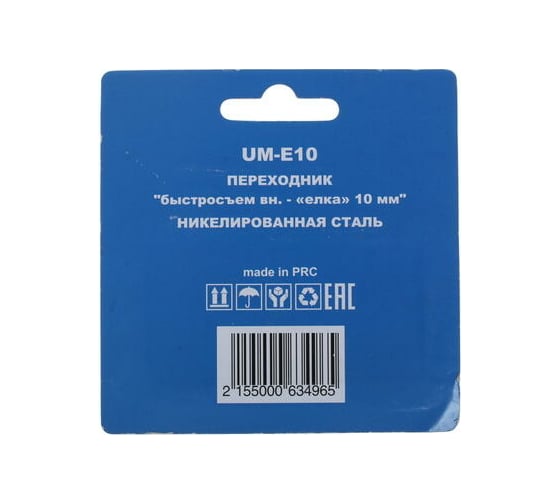 UM-E10
ПЕРЕХОДНИК
"быстросъем вн. - «елка» 10 мм"
НИКЕЛИРОВАННАЯ СТАЛЬ
made in PRC
EAC
2 155000 634965